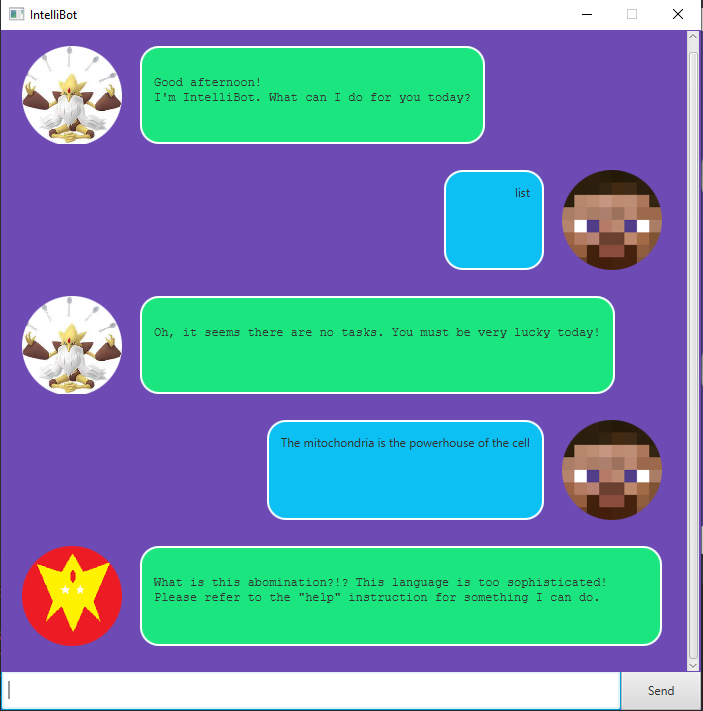 IntelliBot
Good afternoon!
I'm IntelliBot. What can I do for you today?
list
Oh, it seems there are no tasks. You must be very lucky today!
The mitochondria is the powerhouse of the cell
What is this abomination?!? This language is too sophisticated!
Please refer to the "help" instruction for something I can do.
Send